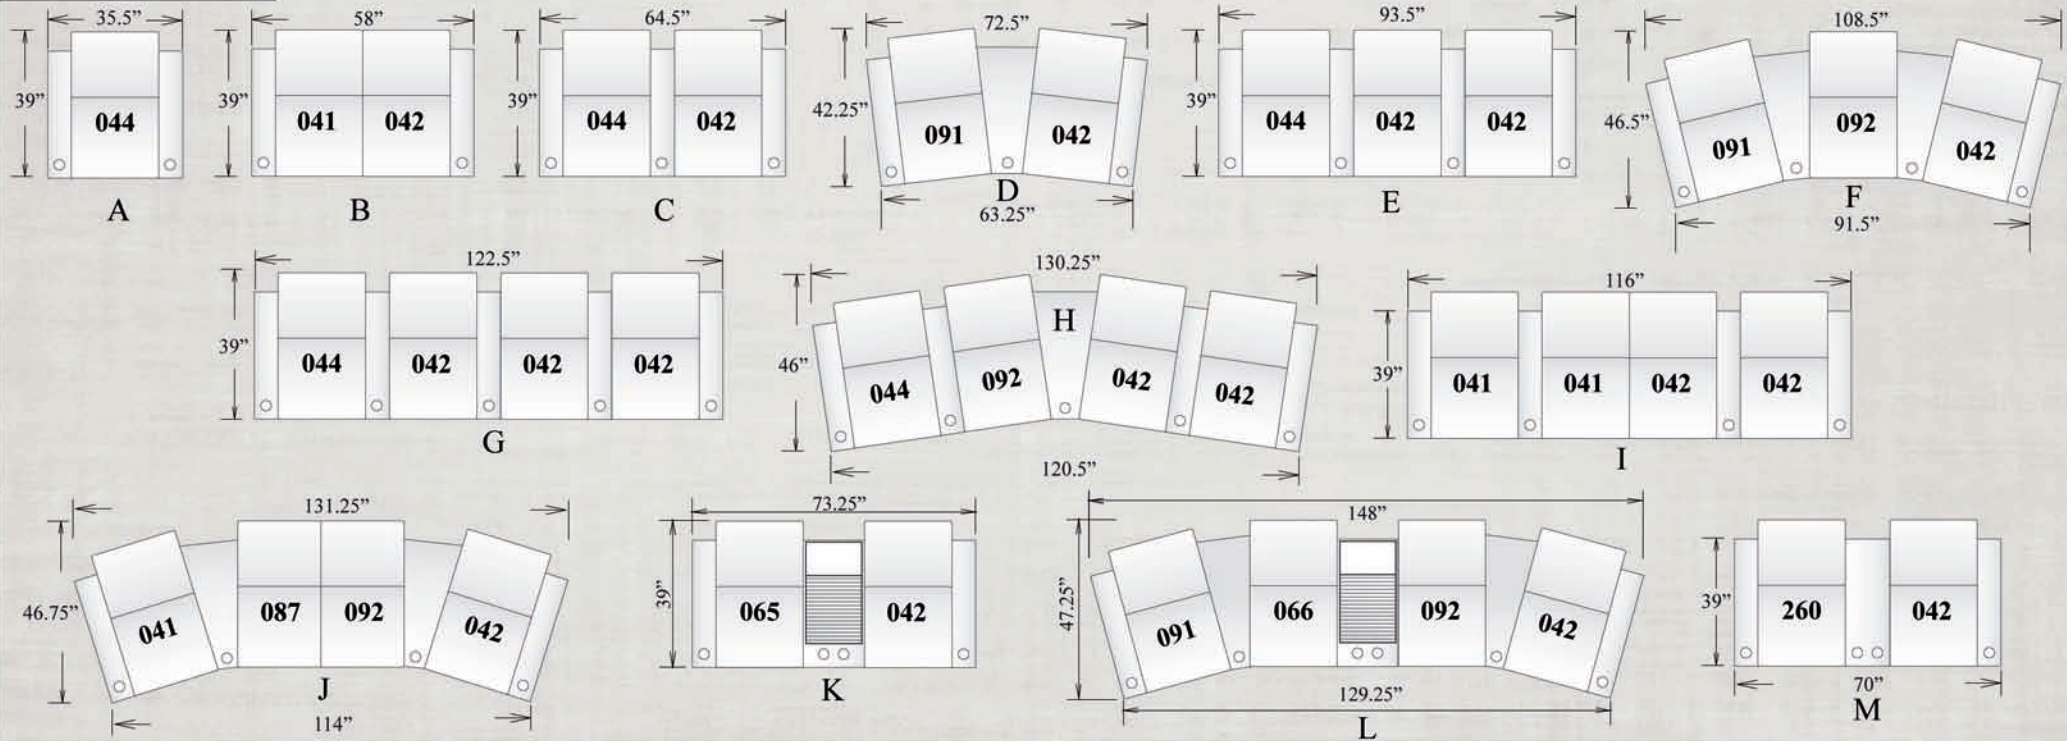 35.5”
39”
044
A
58”
39”
041 042
B
64.5”
39”
044 042
C
72.5”
42.25”
091 042
D
63.25”
93.5”
39”
044 042 042
E
108.5”
46.5”
091 092 042
F
91.5”
122.5”
39”
044 042 042 042
G
130.25”
H
46”
044 092 042 042
120.5”
116”
39”
041 041 042 042
I
131.25”
46.75”
041 087 092 042
J
114”
73.25”
39”
065 042
K
148”
47.25”
091 066 092 042
129.25”
L
39”
260 042
70”
M